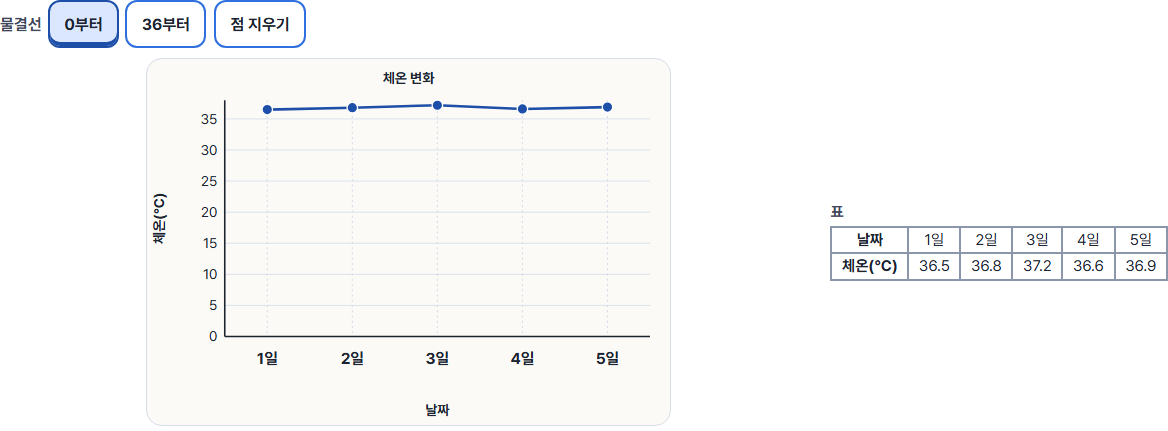 물결선 0부터 36부터 점 지우기
체온 변화
체온(°C)
35
30
25
20
15
10
5
0
1일 2일 3일 4일 5일
날짜
표
날짜 1일 2일 3일 4일 5일
체온(°C) 36.5 36.8 37.2 36.6 36.9